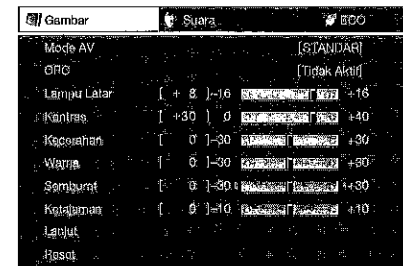 Gambar Suara ECO
Mode AV [STANDAR]
OPC [Tidak Aktif]
Lampu Latar [ + 8 ] -16 +16
Kontras [ +30 ] 0 +40
Kecerahan [ 0 ] -30 +30
Warna [ 0 ] -30 +30
Semburat [ 0 ] -30 +30
Ketajaman [ 0 ] -10 +10
Lanjut
Reset